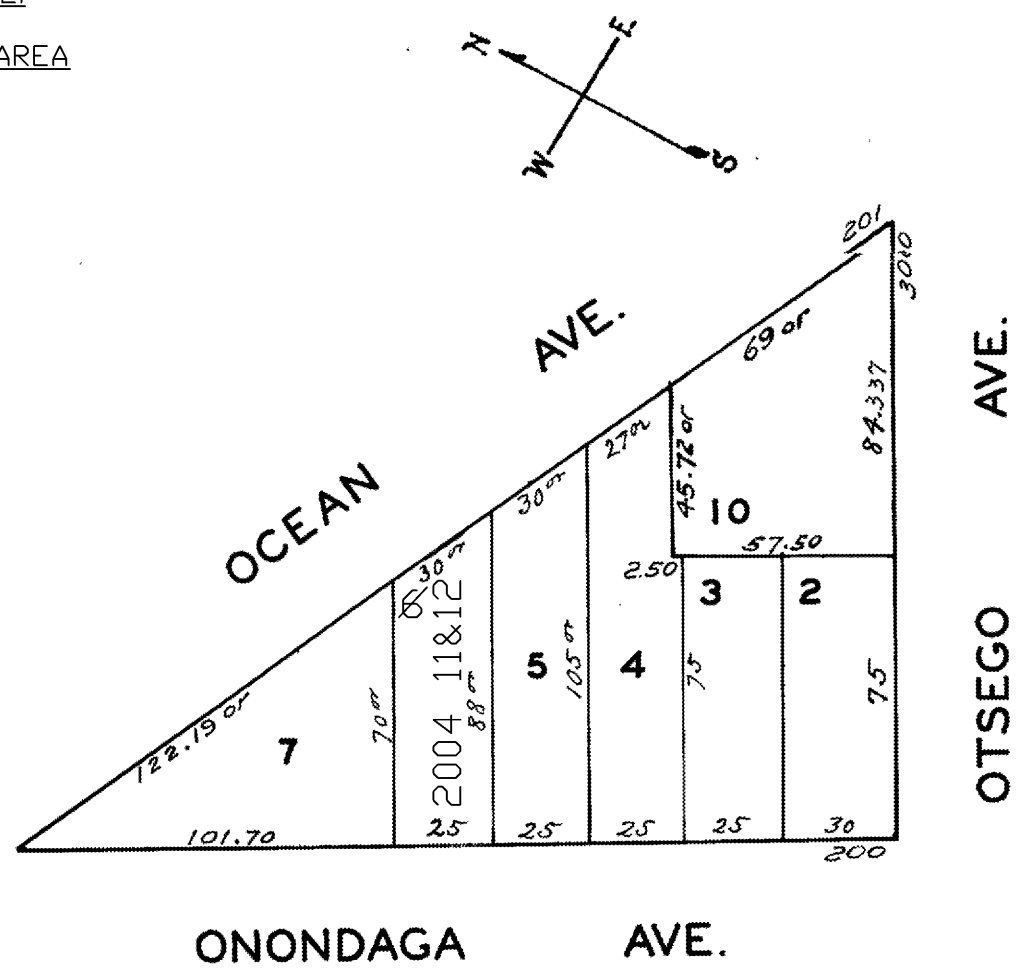 AREA
N
E
W
S
OCEAN AVE.
201
3010
69 or
27 or
30 or
30 or
122.19 or
45.72 or
84.337
10
57.50
2.50
3
2
6
2004 11&12
5
4
7
70 or
88 or
105 or
75
75
101.70
25
25
25
25
30
200
OTSEGO AVE.
ONONDAGA AVE.